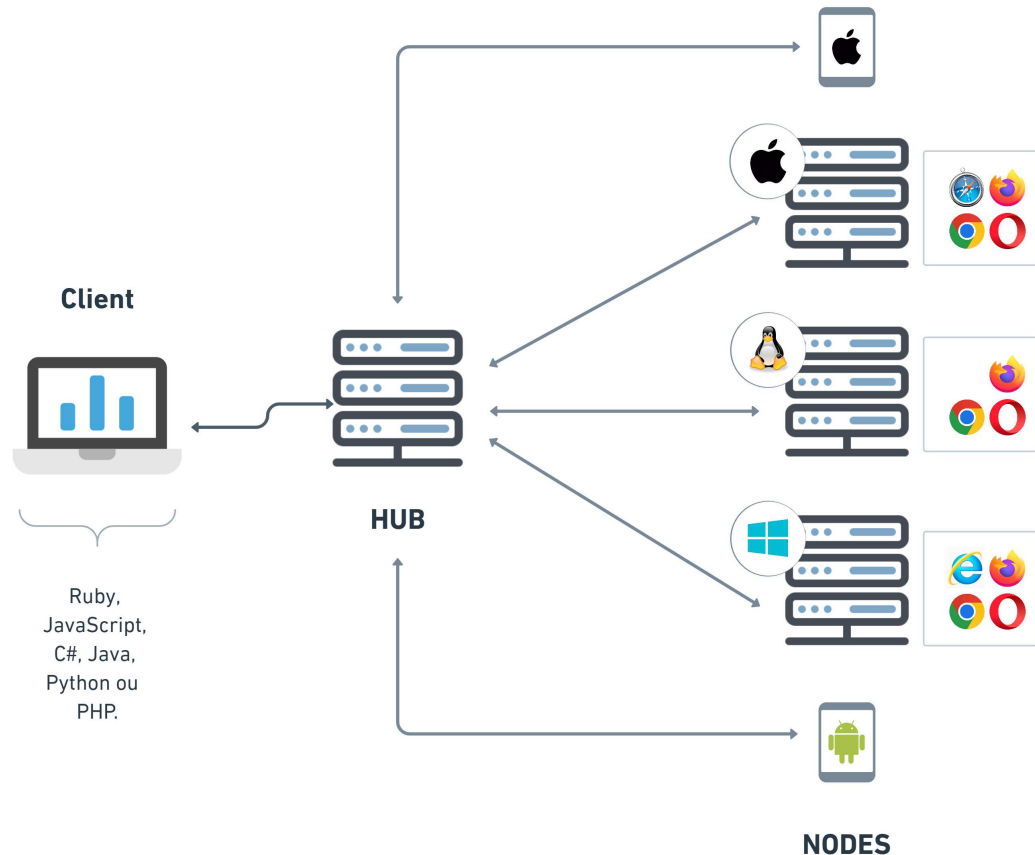 Client
HUB
Ruby,
JavaScript,
C#, Java,
Python ou
PHP.
NODES